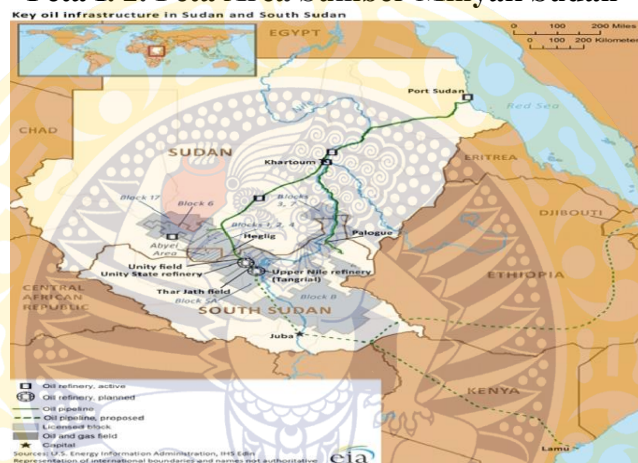 Peta I. 2. Peta Area Sumber Minyak Sudan
Key oil infrastructure in Sudan and South Sudan
0 100 200 Miles
0 100 200 Kilometer
EGYPT
Port Sudan
Red Sea
Nile
CHAD
SUDAN
Khartoum
ERITREA
Block 17
Block 6
Blocks
3, 7
DJIBOUTI
Blocks 1, 2, 4
Abyei
Area
Heglig
Palogue
Unity field
Unity State refinery
Upper Nile refinery
(Tangrial)
ETHIOPIA
CENTRAL
AFRICAN
REPUBLIC
Thar Jath field
Block 5A
Block B
SOUTH SUDAN
Juba
KENYA
Lamu
Oil refinery, active
Oil refinery, planned
Oil pipeline
Oil pipeline, proposed
Licensed block
Oil and gas field
Capital
Sources: U.S. Energy Information Administration, IHS Edin
Representation of international boundaries and names not authoritative
eia